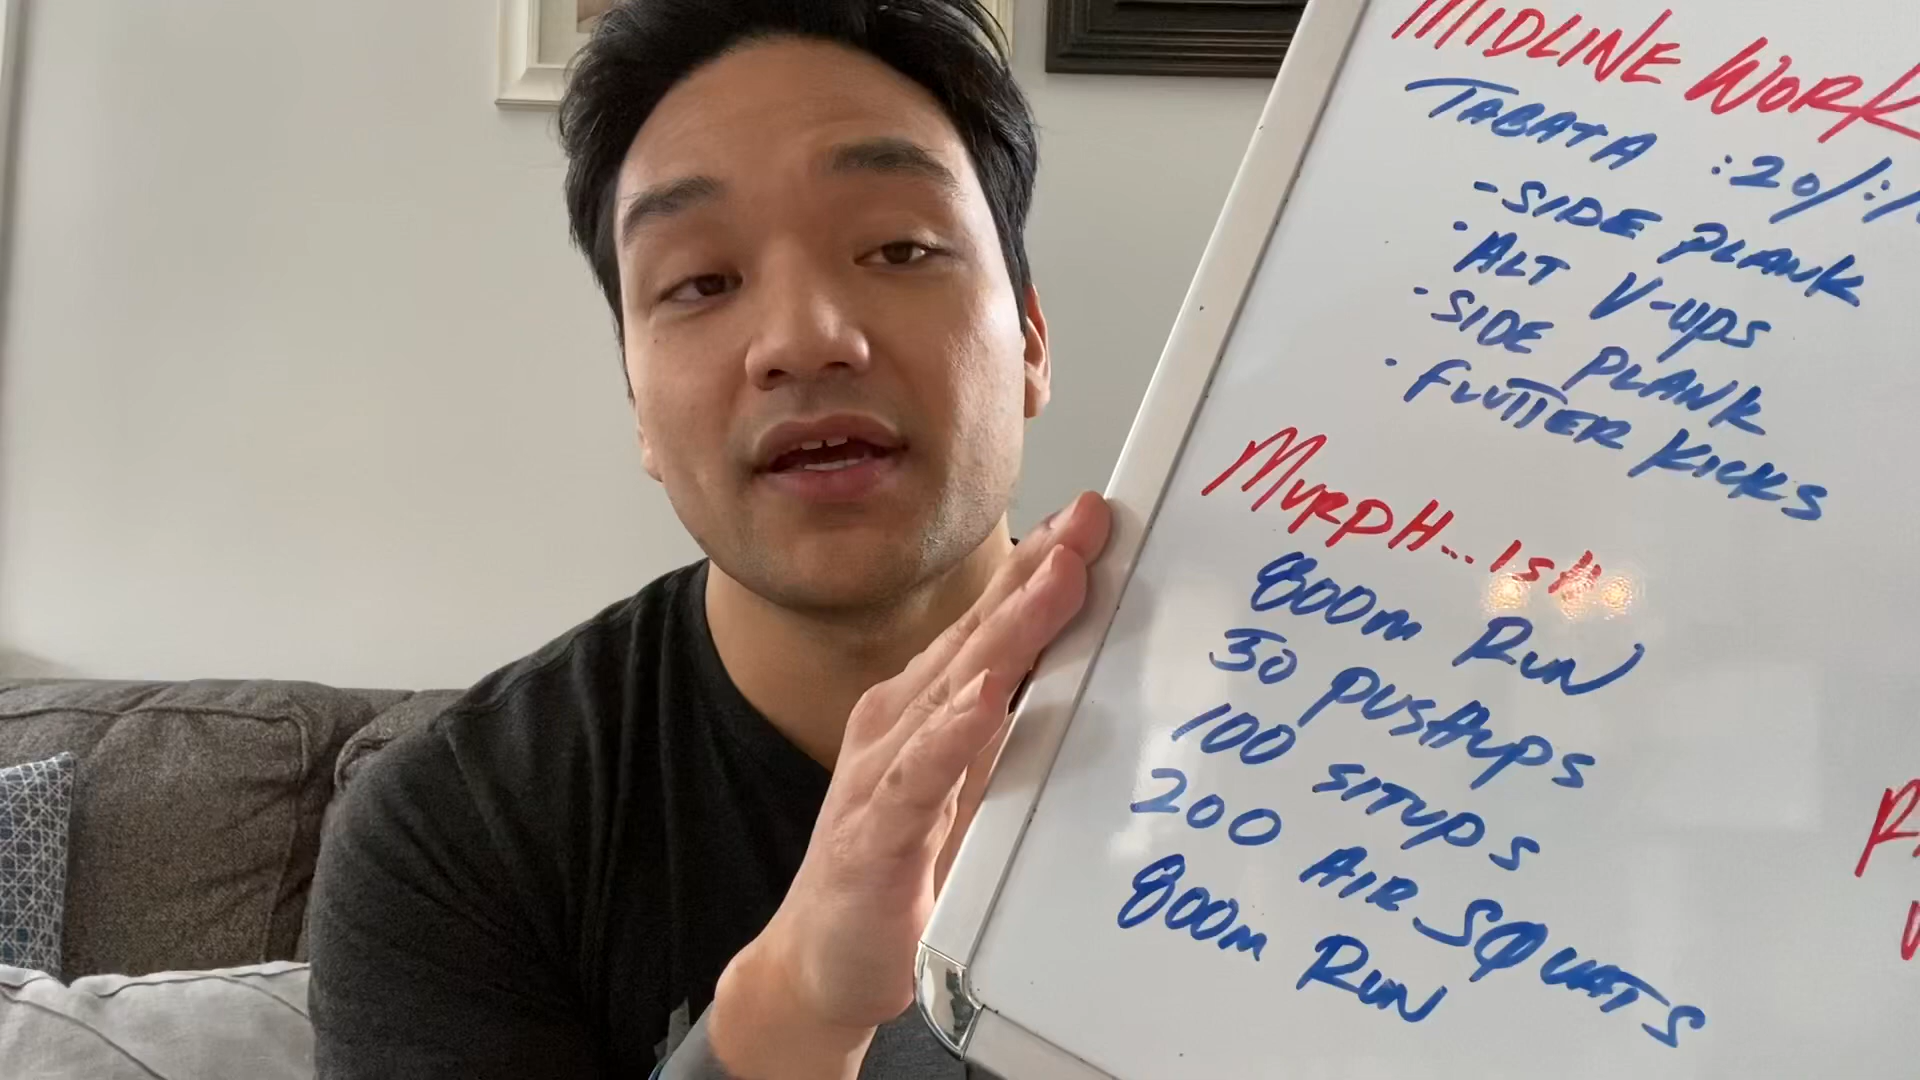 MIDLINE WORK
TABATA :20/:1
- SIDE PLANK
· ALT V-UPS
· SIDE PLANK
· FLUTTER KICKS
MURPH...ISH
800m RUN
50 PUSHUPS
100 SITUPS
200 AIR SQUATS
800m RUN